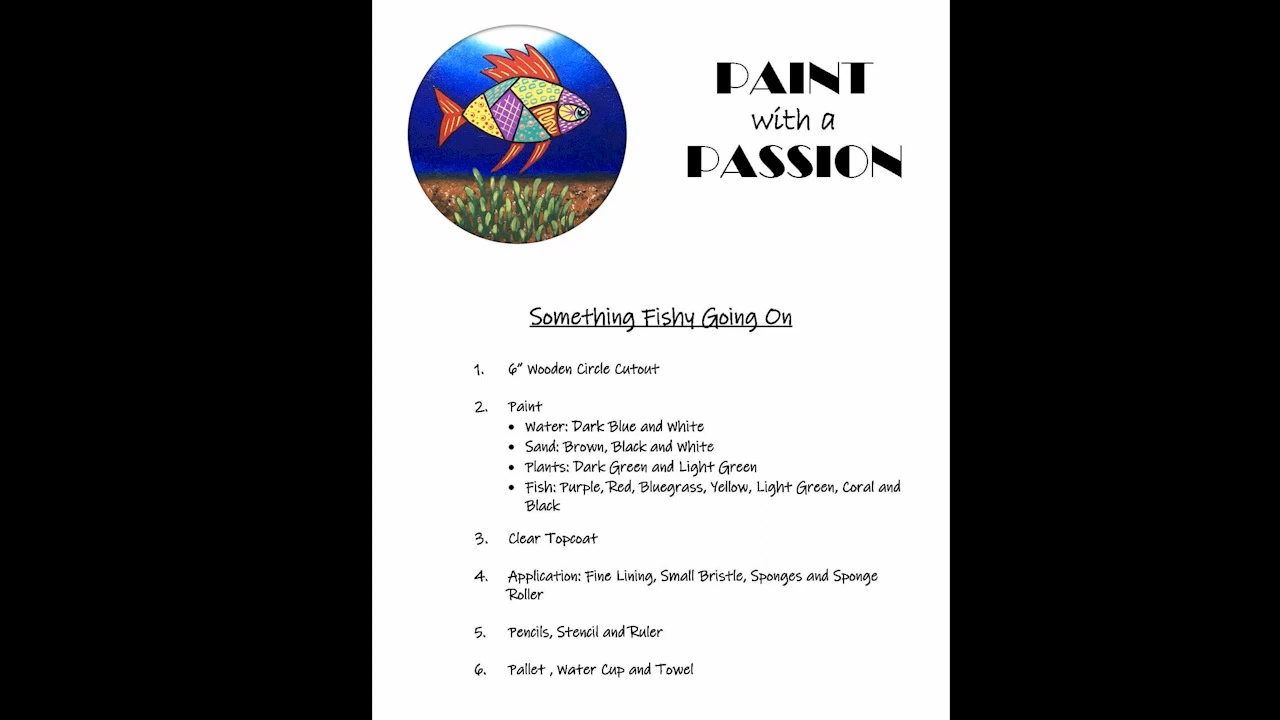 PAINT
with a
PASSION
Something Fishy Going On
1. 6" Wooden Circle Cutout
2. Paint
• Water: Dark Blue and White
• Sand: Brown, Black and White
• Plants: Dark Green and Light Green
• Fish: Purple, Red, Bluegrass, Yellow, Light Green, Coral and
Black
3. Clear Topcoat
4. Application: Fine Lining, Small Bristle, Sponges and Sponge
Roller
5. Pencils, Stencil and Ruler
6. Pallet , Water Cup and Towel